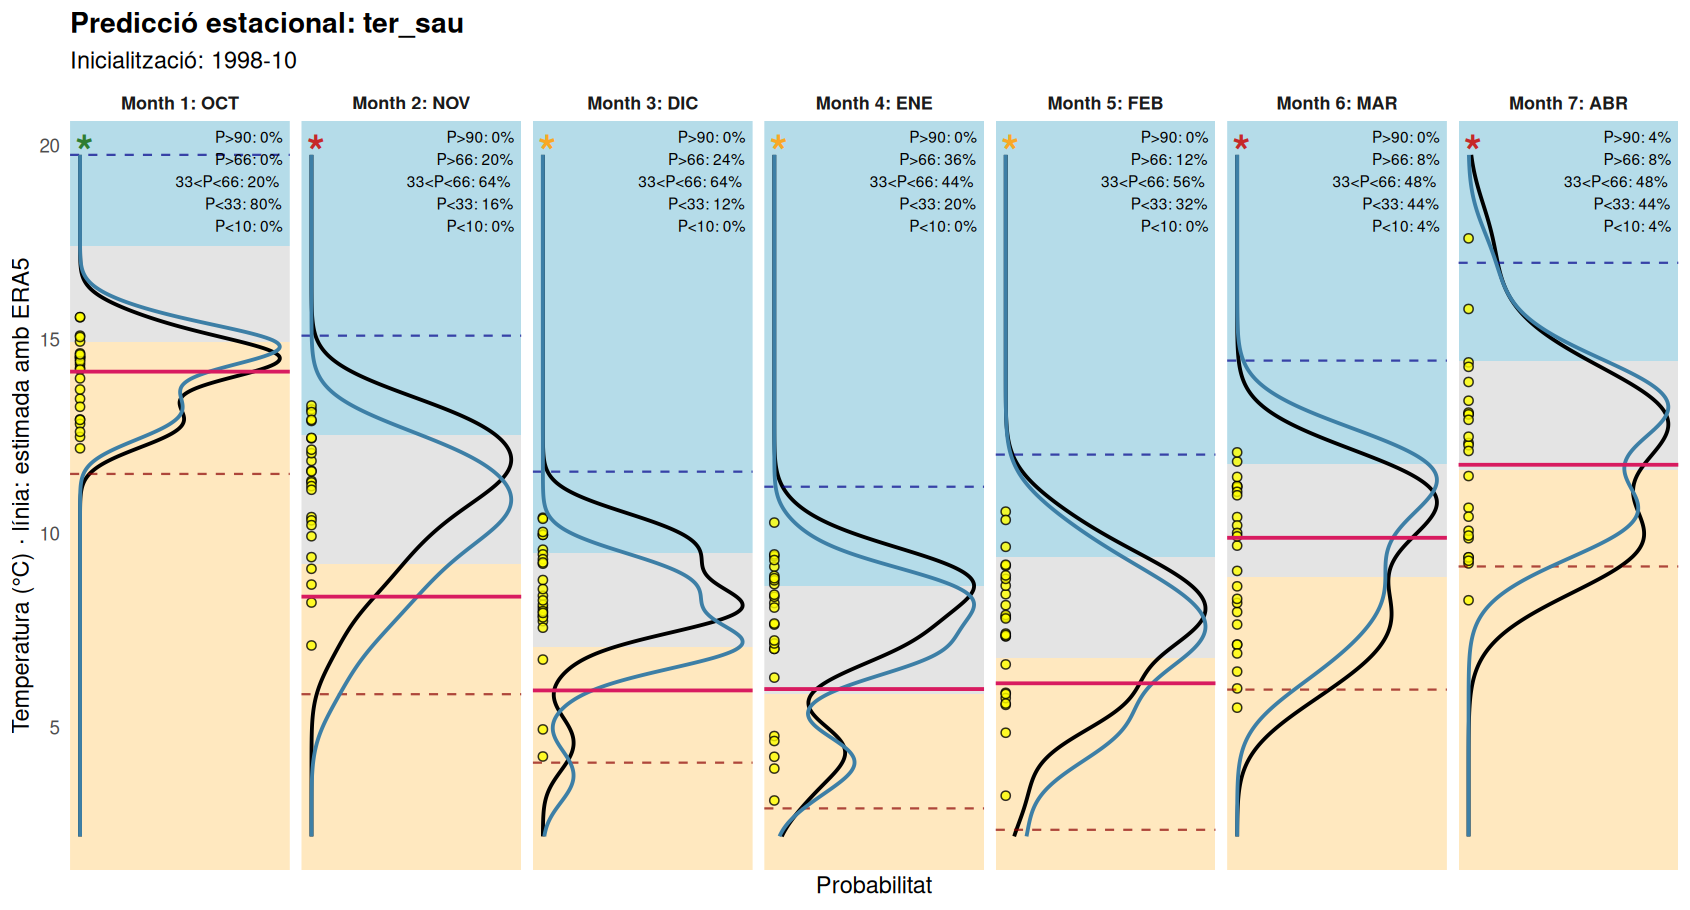 Predicció estacional: ter_sau
Inicialització: 1998-10
Month 1: OCT
Month 2: NOV
Month 3: DIC
Month 4: ENE
Month 5: FEB
Month 6: MAR
Month 7: ABR
*
P>90: 0%
P>66: 0%
33<P<66: 20%
P<33: 80%
P<10: 0%
*
P>90: 0%
P>66: 20%
33<P<66: 64%
P<33: 16%
P<10: 0%
*
P>90: 0%
P>66: 24%
33<P<66: 64%
P<33: 12%
P<10: 0%
*
P>90: 0%
P>66: 36%
33<P<66: 44%
P<33: 20%
P<10: 0%
*
P>90: 0%
P>66: 12%
33<P<66: 56%
P<33: 32%
P<10: 0%
*
P>90: 0%
P>66: 8%
33<P<66: 48%
P<33: 44%
P<10: 4%
*
P>90: 4%
P>66: 8%
33<P<66: 48%
P<33: 44%
P<10: 4%
20
15
10
5
Temperatura (°C) · línia: estimada amb ERA5
Probabilitat